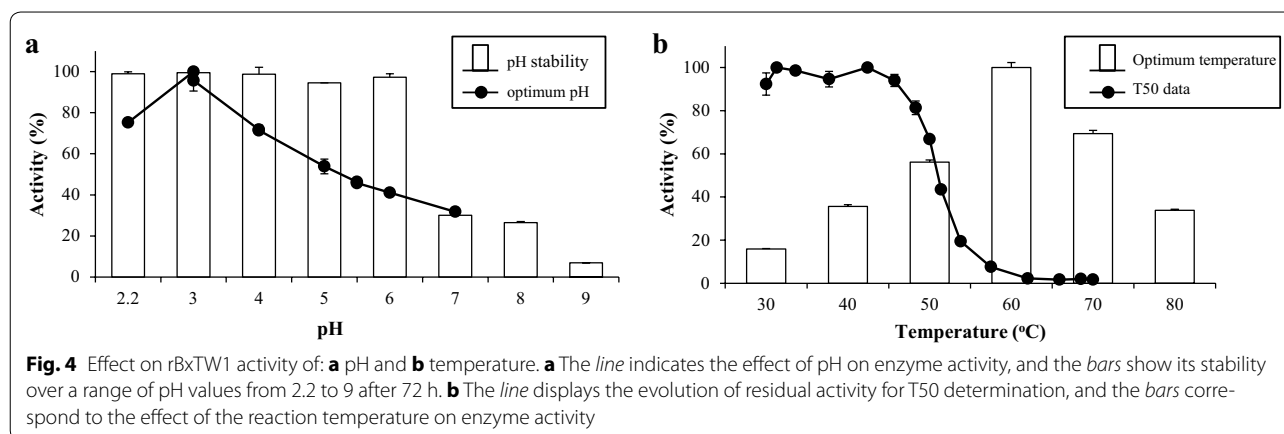 a
pH stability
optimum pH
100
80
60
40
20
0
Activity (%)
2.2 3 4 5 6 7 8 9
pH
b
Optimum temperature
T50 data
100
80
60
40
20
0
Activity (%)
30 40 50 60 70 80
Temperature (ºC)
Fig. 4 Effect on rBxTW1 activity of: a pH and b temperature. a The line indicates the effect of pH on enzyme activity, and the bars show its stability
over a range of pH values from 2.2 to 9 after 72 h. b The line displays the evolution of residual activity for T50 determination, and the bars corre-
spond to the effect of the reaction temperature on enzyme activity